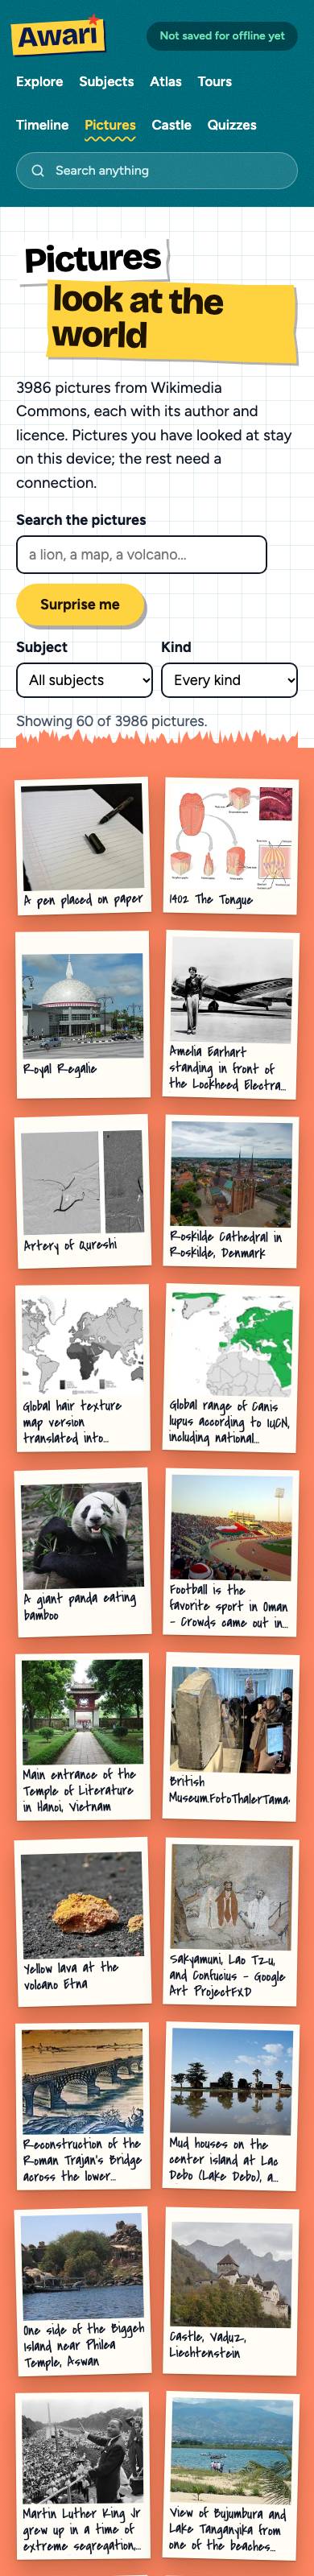 Awari
Not saved for offline yet
Explore Subjects Atlas Tours
Timeline Pictures Castle Quizzes
Search anything
Pictures
look at the
world
3986 pictures from Wikimedia
Commons, each with its author and
licence. Pictures you have looked at stay
on this device; the rest need a
connection.
Search the pictures
a lion, a map, a volcano...
Surprise me
Subject Kind
All subjects Every kind
Showing 60 of 3986 pictures.
A pen placed on paper
1402 The Tongue
Royal Regalie
Amelia Earhart
standing in front of
the Lockheed Electra...
Artery of Qureshi
Roskilde Cathedral in
Roskilde, Denmark
Global hair texture
map version
translated into...
Global range of Canis
lupus according to IUCN,
including national...
A giant panda eating
bamboo
Football is the
favorite sport in Oman
- Crowds came out in...
Main entrance of the
Temple of Literature
in Hanoi, Vietnam
British
MuseumFotoThalerTama
Yellow lava at the
volcano Etna
Sakyamuni, Lao Tzu,
and Confucius - Google
Art ProjectFXD
Reconstruction of the
Roman Trajan's Bridge
across the lower...
Mud houses on the
center island at Lac
Debo (Lake Debo), a...
One side of the Biggeh
Island near Philea
Temple, Aswan
Castle, Vaduz,
Liechtenstein
Martin Luther King Jr
grew up in a time of
extreme segregation,...
View of Bujumbura and
Lake Tanganyika from
one of the beaches...